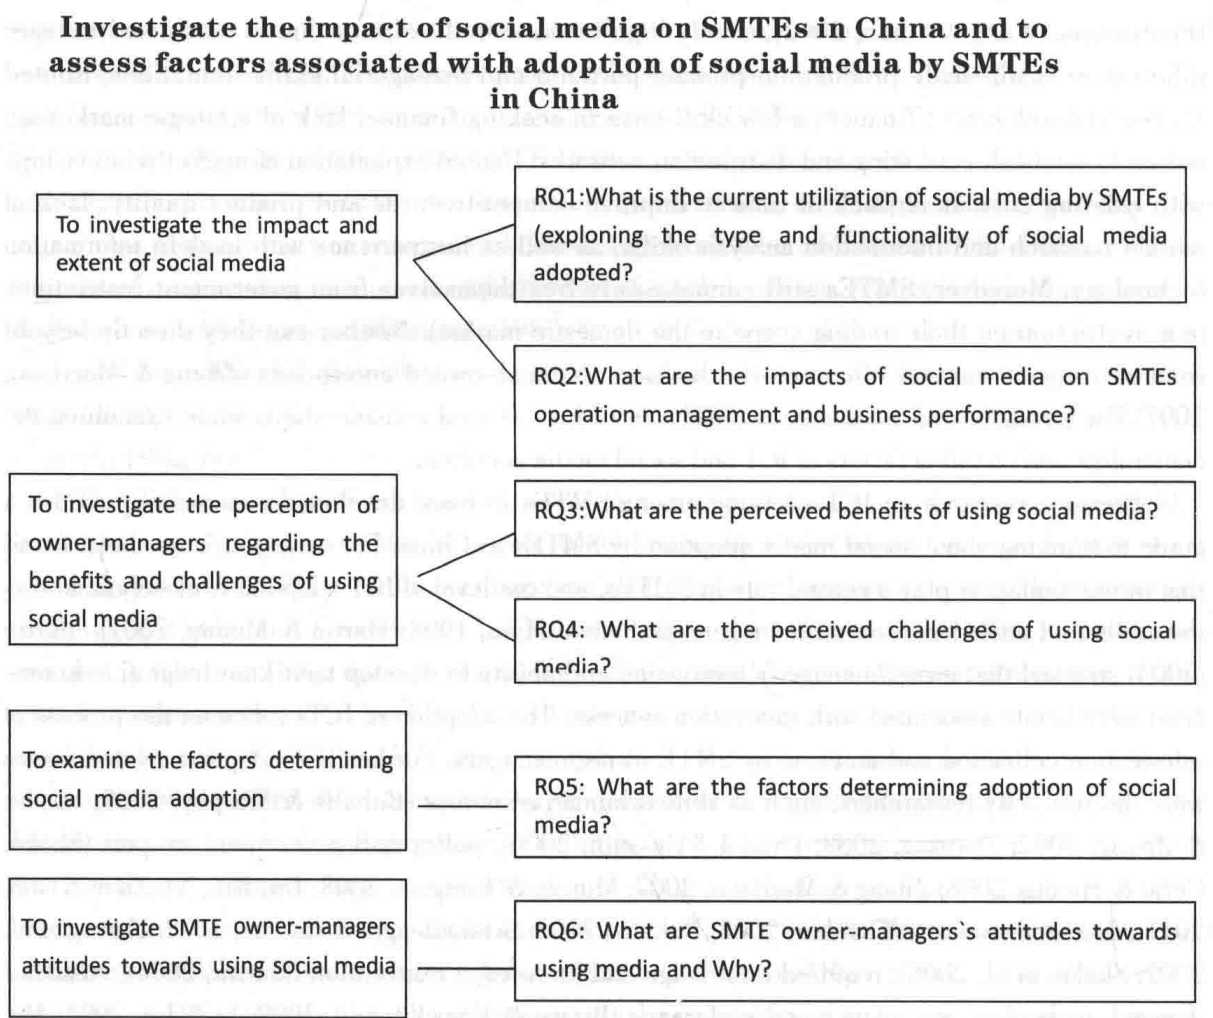 Investigate the impact of social media on SMTEs in China and to
assess factors associated with adoption of social media by SMTEs
in China
To investigate the impact and
extent of social media
RQ1:What is the current utilization of social media by SMTEs
(exploning the type and functionality of social media
adopted?
RQ2:What are the impacts of social media on SMTEs
operation management and business performance?
To investigate the perception of
owner-managers regarding the
benefits and challenges of using
social media
RQ3:What are the perceived benefits of using social media?
RQ4: What are the perceived challenges of using social
media?
To examine the factors determining
social media adoption
RQ5: What are the factors determining adoption of social
media?
TO investigate SMTE owner-managers
attitudes towards using social media
RQ6: What are SMTE owner-managers's attitudes towards
using media and Why?